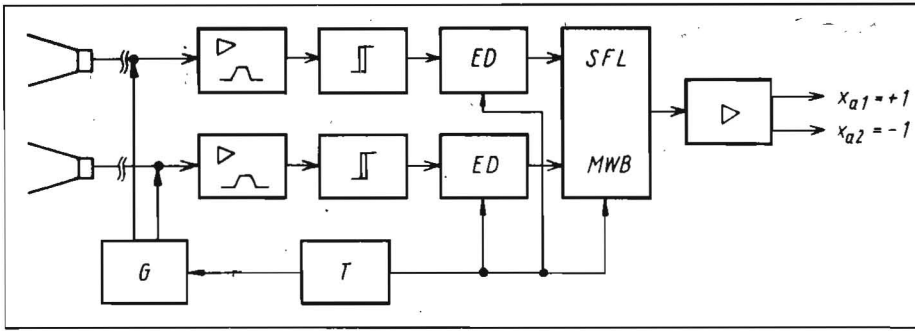 ED
SFL
x_a1 = +1
x_a2 = -1
ED
MWB
G
T